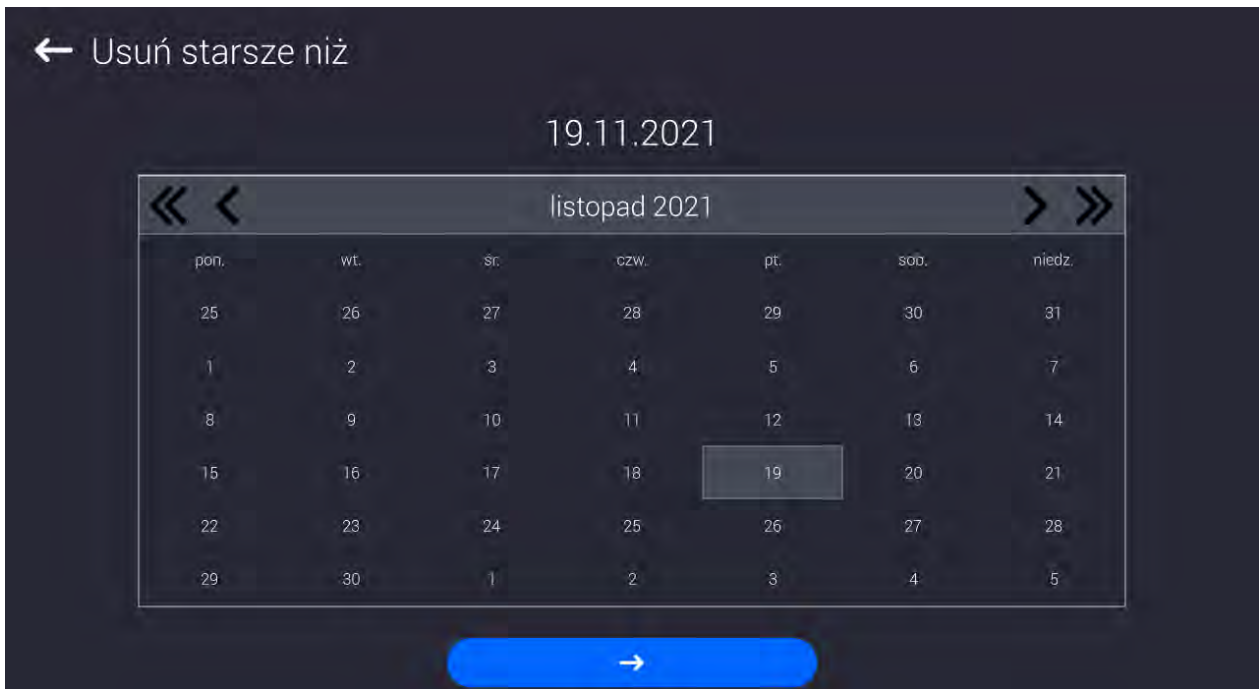 Usuń starsze niż
19.11.2021
listopad 2021
pon. wt. śr. czw. pt. sob. niedz.
25 26 27 28 29 30 31
1 2 3 4 5 6 7
8 9 10 11 12 13 14
15 16 17 18 19 20 21
22 23 24 25 26 27 28
29 30 1 2 3 4 5